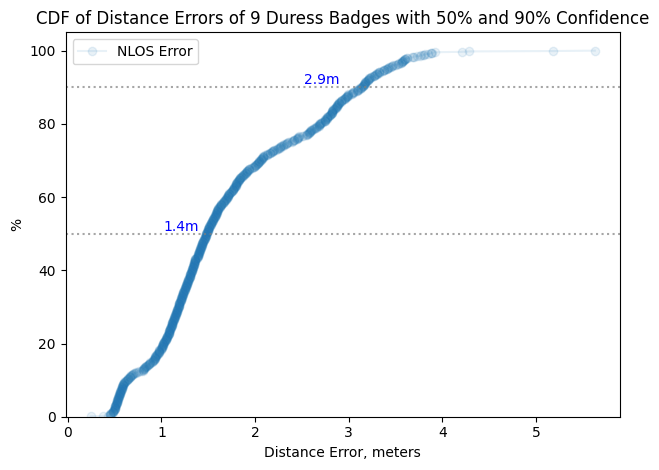 CDF of Distance Errors of 9 Duress Badges with 50% and 90% Confidence
NLOS Error
100
80
60
40
20
0
%
2.9m
1.4m
0 1 2 3 4 5
Distance Error, meters